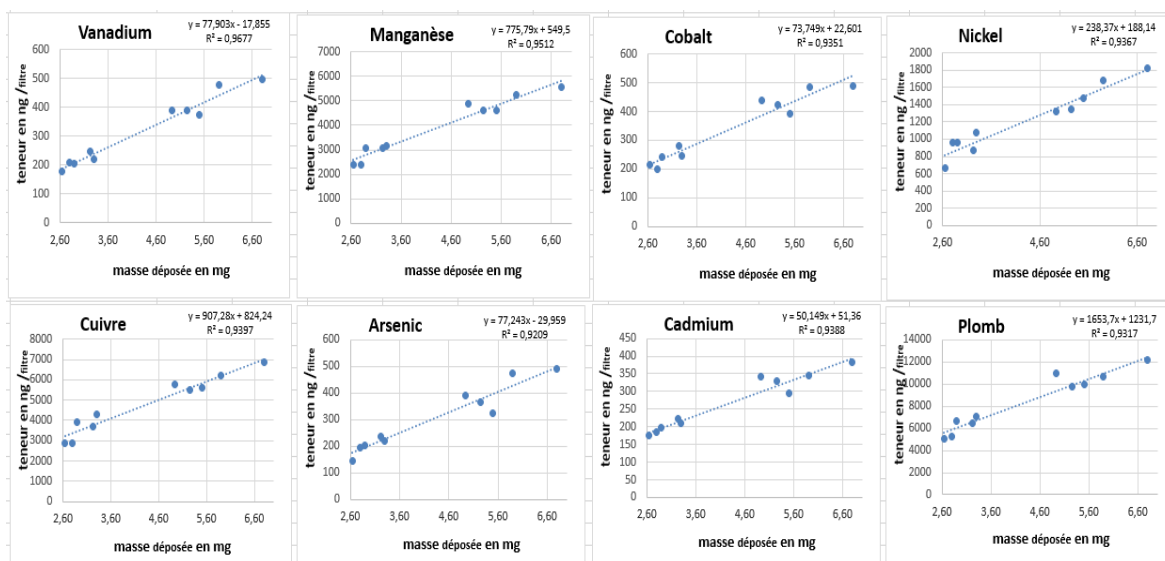 Vanadium
y = 77,903x - 17,855
R² = 0,9677
teneur en ng /filtre
600
500
400
300
200
100
0
2,60 3,60 4,60 5,60 6,60
masse déposée en mg
Manganèse
y = 775,79x + 549,5
R² = 0,9512
teneur en ng /filtre
7000
6000
5000
4000
3000
2000
1000
0
2,60 3,60 4,60 5,60 6,60
masse déposée en mg
Cobalt
y = 73,749x + 22,601
R² = 0,9351
teneur en ng /filtre
600
500
400
300
200
100
0
2,60 3,60 4,60 5,60 6,60
masse déposée en mg
Nickel
y = 238,37x + 188,14
R² = 0,9367
teneur en ng /filtre
2000
1800
1600
1400
1200
1000
800
600
400
200
0
2,60 4,60 6,60
masse déposée en mg
Cuivre
y = 907,28x + 824,24
R² = 0,9397
teneur en ng /filtre
8000
7000
6000
5000
4000
3000
2000
1000
0
2,60 3,60 4,60 5,60 6,60
masse déposée en mg
Arsenic
y = 77,243x - 29,959
R² = 0,9209
teneur en ng /filtre
600
500
400
300
200
100
0
2,60 3,60 4,60 5,60 6,60
masse déposée en mg
Cadmium
y = 50,149x + 51,36
R² = 0,9388
teneur en ng /filtre
450
400
350
300
250
200
150
100
50
0
2,60 3,60 4,60 5,60 6,60
masse déposée en mg
Plomb
y = 1653,7x + 1231,7
R² = 0,9317
teneur en ng /filtre
14000
12000
10000
8000
6000
4000
2000
0
2,60 3,60 4,60 5,60 6,60
masse déposée en mg